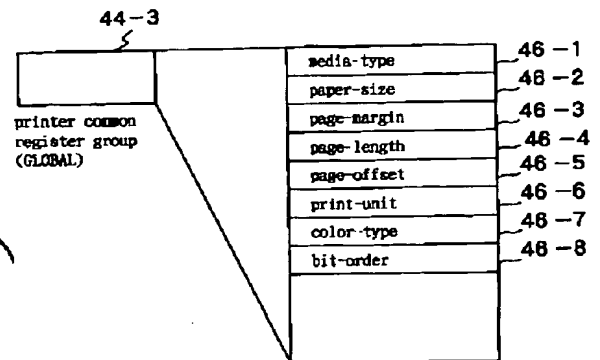 44-3
printer common
register group
(GLOBAL)
media-type 46-1
paper-size 46-2
page-margin 46-3
page-length 46-4
page-offset 46-5
print-unit 46-6
color-type 46-7
bit-order 46-8